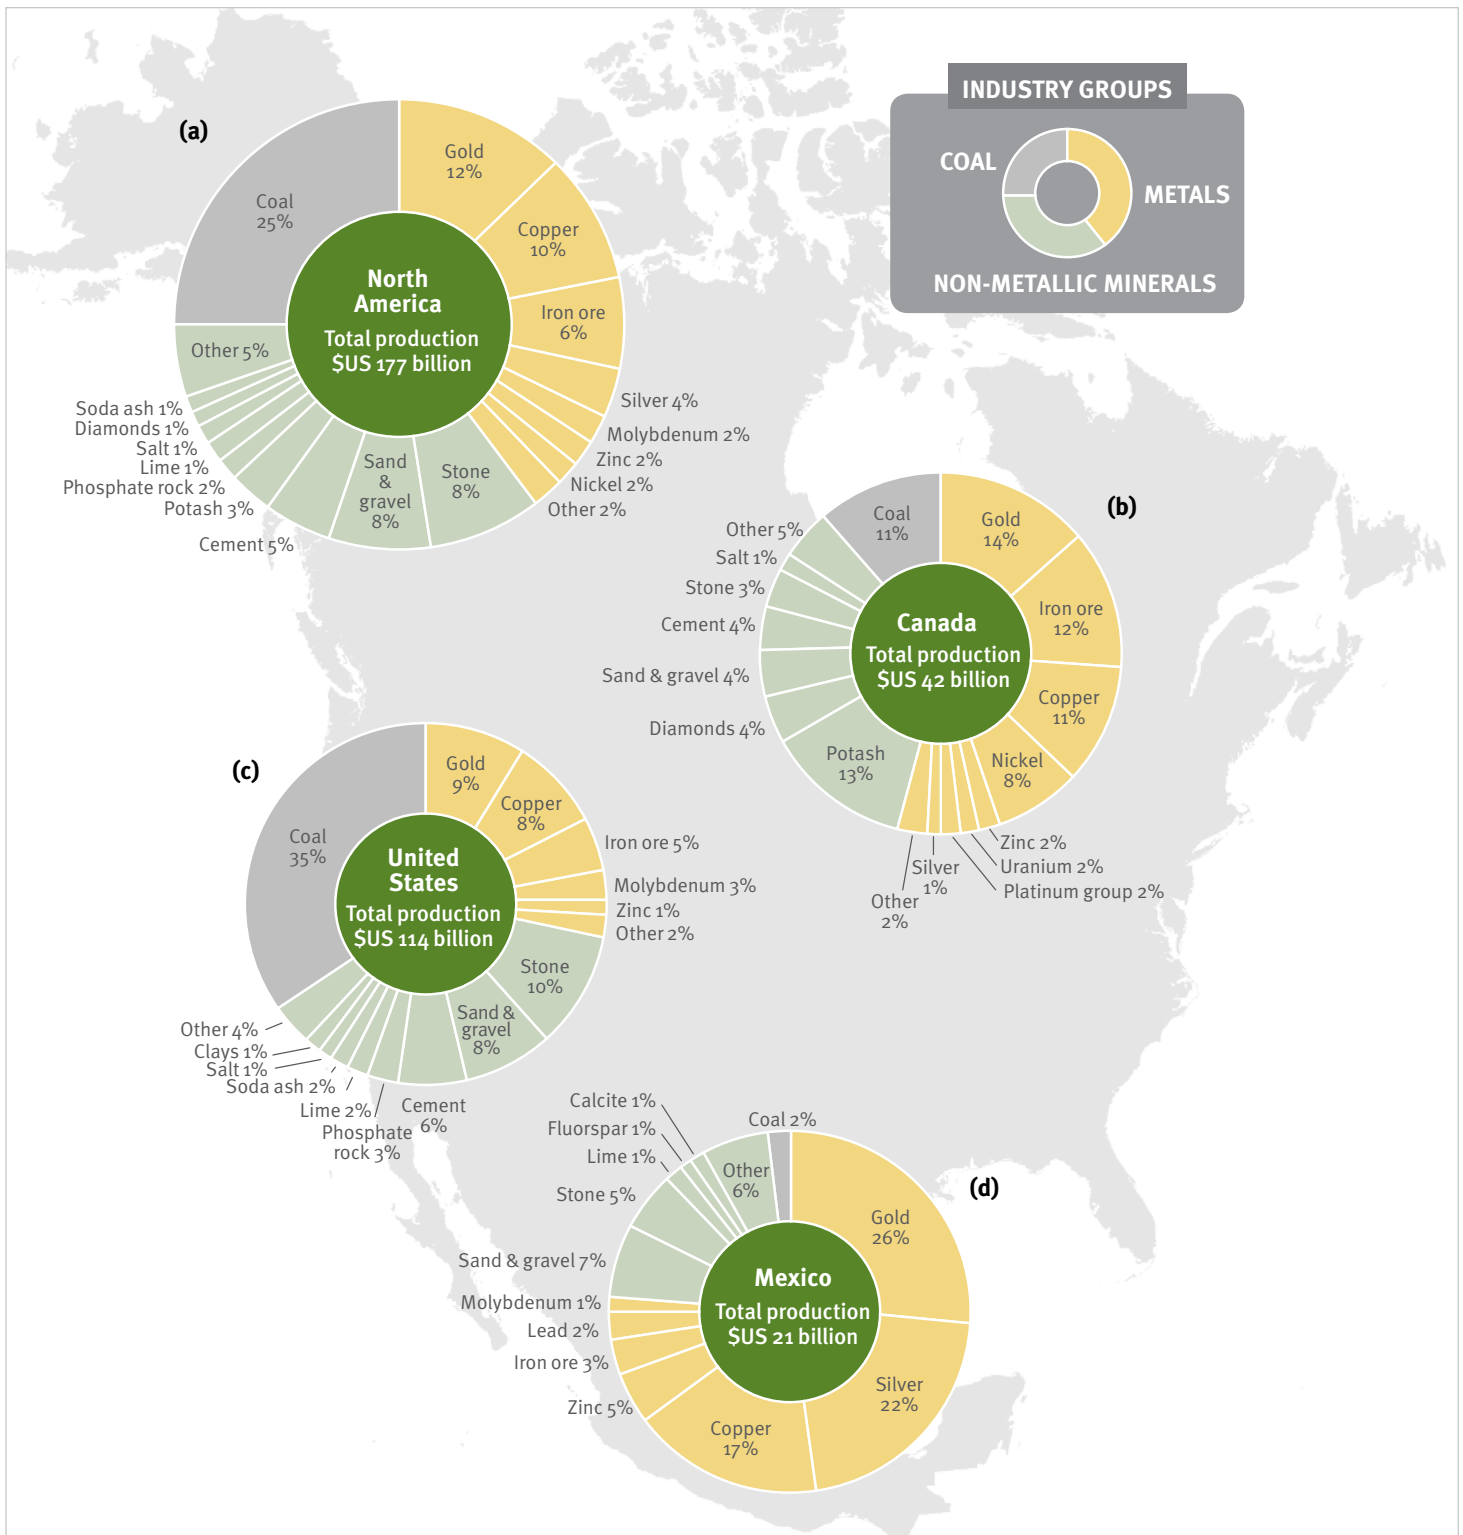 INDUSTRY GROUPS
COAL
METALS
NON-METALLIC MINERALS
(a)
North
America
Total production
$US 177 billion
Gold
12%
Copper
10%
Iron ore
6%
Silver 4%
Molybdenum 2%
Zinc 2%
Nickel 2%
Other 2%
Stone
8%
Sand
&
gravel
8%
Cement 5%
Potash 3%
Phosphate rock 2%
Lime 1%
Salt 1%
Diamonds 1%
Soda ash 1%
Other 5%
Coal
25%
(b)
Canada
Total production
$US 42 billion
Gold
14%
Iron ore
12%
Copper
11%
Nickel
8%
Zinc 2%
Uranium 2%
Platinum group 2%
Silver
1%
Other
2%
Potash
13%
Diamonds 4%
Sand & gravel 4%
Cement 4%
Stone 3%
Salt 1%
Other 5%
Coal
11%
(c)
United
States
Total production
$US 114 billion
Gold
9%
Copper
8%
Iron ore 5%
Molybdenum 3%
Zinc 1%
Other 2%
Stone
10%
Sand &
gravel
8%
Cement
6%
Phosphate
rock 3%
Lime 2%
Soda ash 2%
Salt 1%
Clays 1%
Other 4%
Coal
35%
(d)
Mexico
Total production
$US 21 billion
Gold
26%
Silver
22%
Copper
17%
Zinc 5%
Iron ore 3%
Lead 2%
Molybdenum 1%
Sand & gravel 7%
Stone 5%
Lime 1%
Fluorspar 1%
Calcite 1%
Other
6%
Coal 2%